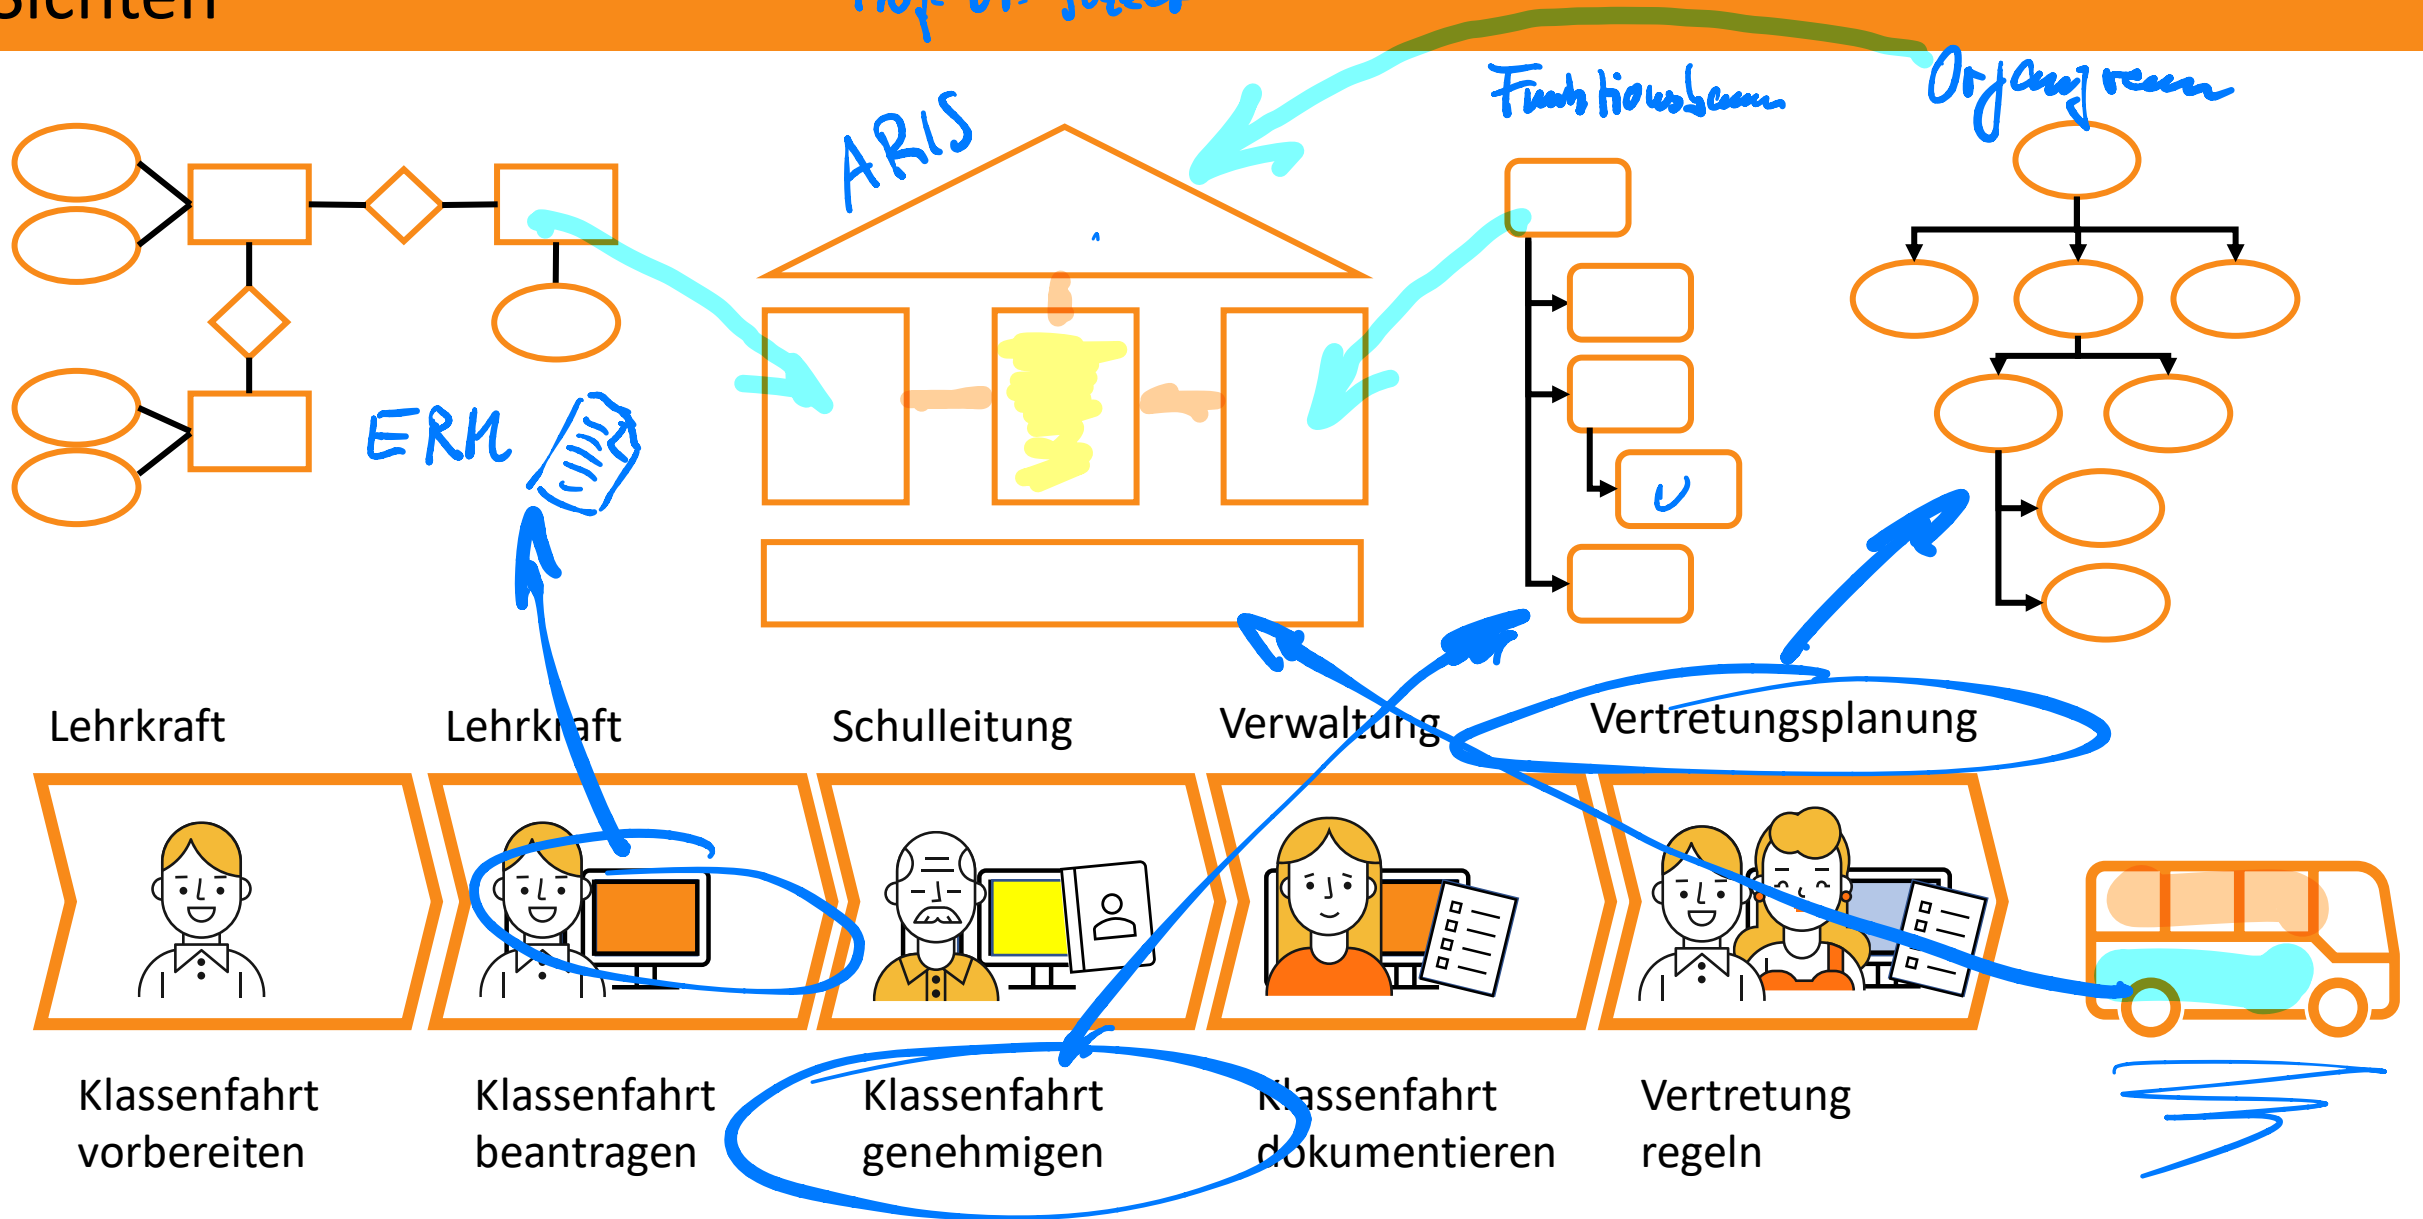 Sichten
Funktionsbaum
Organigramm
ARIS
ERM
Lehrkraft
Lehrkraft
Schulleitung
Verwaltung
Vertretungsplanung
Klassenfahrt
vorbereiten
Klassenfahrt
beantragen
Klassenfahrt
genehmigen
Klassenfahrt
dokumentieren
Vertretung
regeln